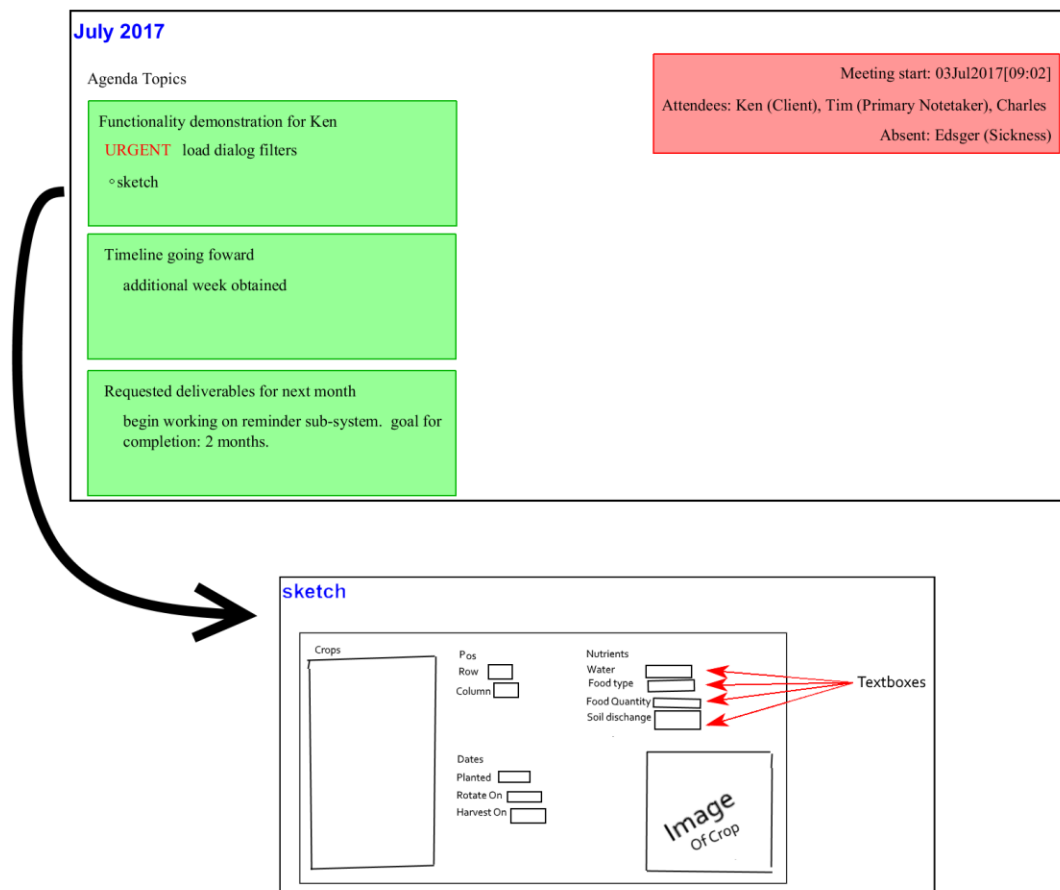 July 2017
Agenda Topics
Functionality demonstration for Ken
URGENT load dialog filters
◦sketch
Timeline going foward
additional week obtained
Requested deliverables for next month
begin working on reminder sub-system. goal for
completion: 2 months.
Meeting start: 03Jul2017[09:02]
Attendees: Ken (Client), Tim (Primary Notetaker), Charles
Absent: Edsger (Sickness)
sketch
Crops
Pos
Row
Column
Dates
Planted
Rotate On
Harvest On
Nutrients
Water
Food type
Food Quantity
Soil dischange
Textboxes
Image
Of Crop